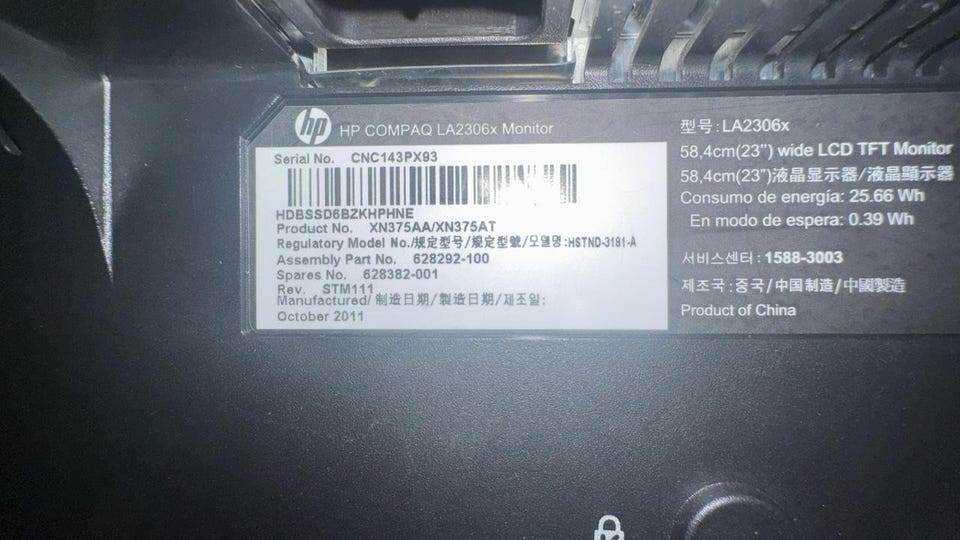 hp HP COMPAQ LA2306x Monitor
Serial No. CNC143PX93
HDBSSD6BZKHPHNE
Product No. XN375AA/XN375AT
Regulatory Model No./规定型号/規定型號/모델명:HSTND-3181-A
Assembly Part No. 628292-100
Spares No. 628382-001
Rev. STM111
Manufactured/制造日期/製造日期/제조일:
October 2011
型号:LA2306x
58,4cm(23") wide LCD TFT Monitor
58,4cm(23")液晶显示器/液晶顯示器
Consumo de energía: 25.66 Wh
En modo de espera: 0.39 Wh
서비스센터: 1588-3003
제조국:중국/中国制造/中國製造
Product of China